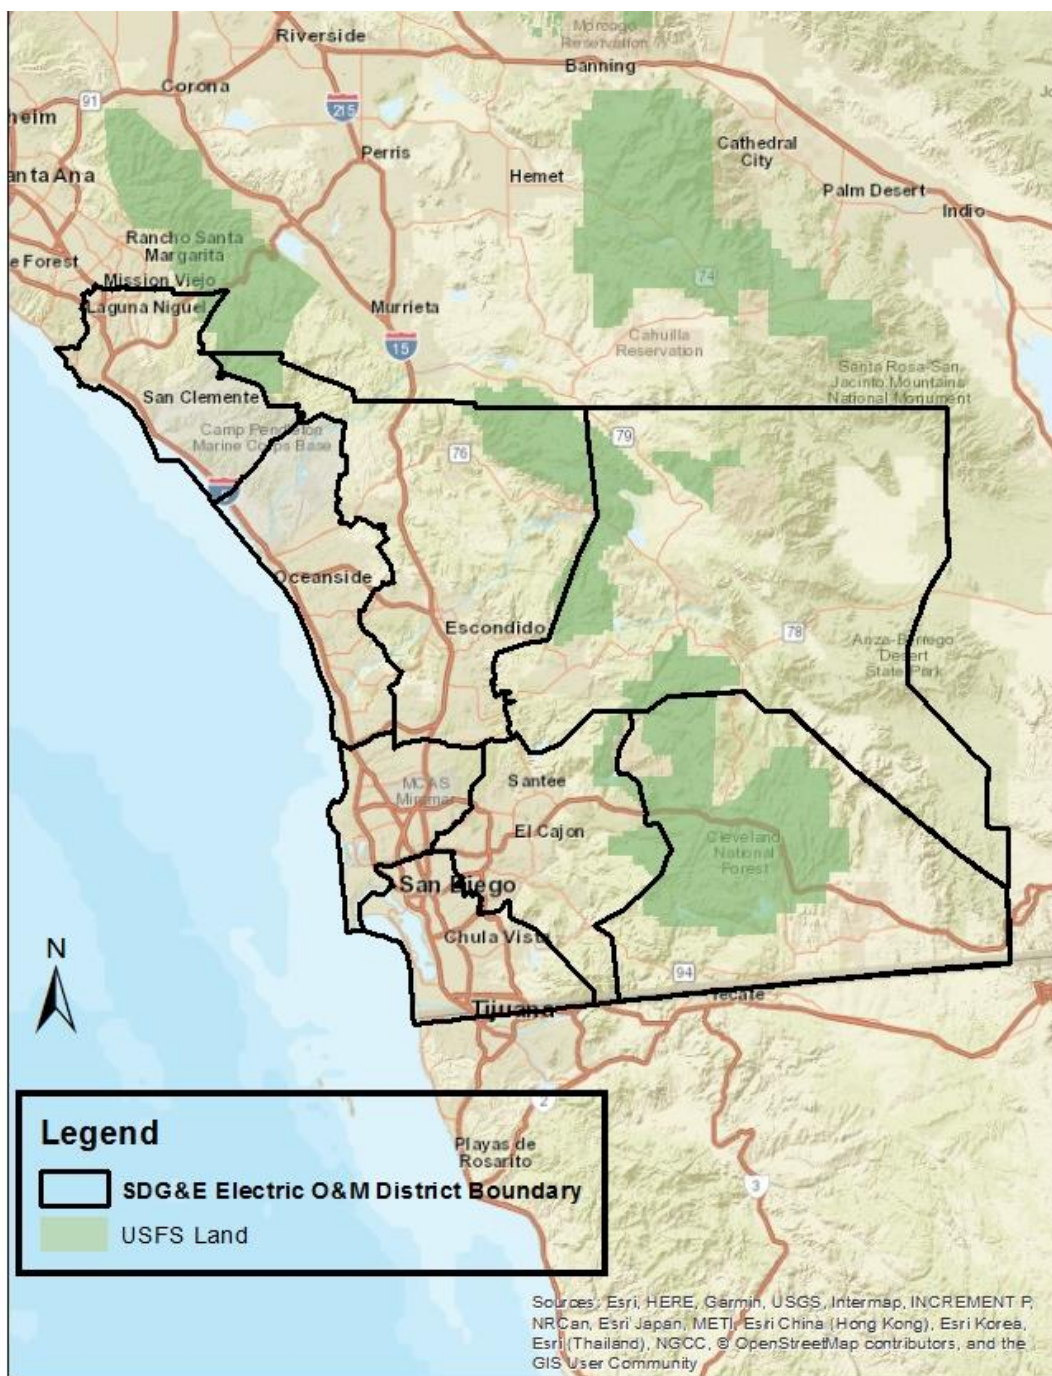 Morongo
Reservation
Riverside
Banning
Corona
91
heim
215
Cathedral
City
Perris
Hemet
anta Ana
Palm Desert
Indio
Rancho Santa
Margarita
e Forest
Mission Viejo
74
Laguna Niguel
Murrieta
15
Cahuilla
Reservation
Santa Rosa-San
Jacinto Mountains
National Monument
San Clemente
Camp Pendleton
Marine Corps Base
79
76
Oceanside
Escondido
78
Anza-Borrego
Desert
State Park
MCAS
Miramar
Santee
El Cajon
Cleveland
National
Forest
San Diego
Chula Vista
N
94
Tijuana
Tecate
2
Legend
SDG&E Electric O&M District Boundary
USFS Land
Playas de
Rosarito
3
Sources: Esri, HERE, Garmin, USGS, Intermap, INCREMENT P,
NRCan, Esri Japan, METI, Esri China (Hong Kong), Esri Korea,
Esri (Thailand), NGCC, © OpenStreetMap contributors, and the
GIS User Community